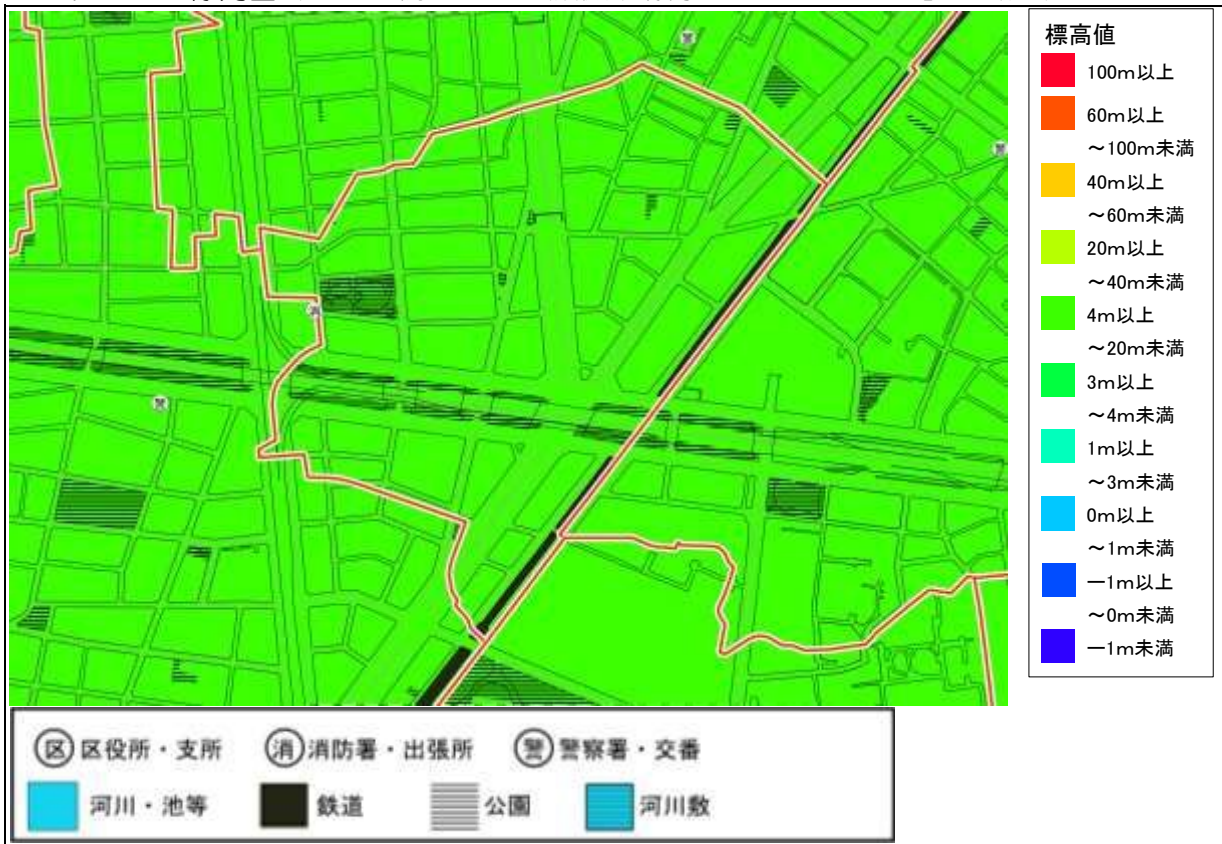 標高値
100m以上
60m以上
～100m未満
40m以上
～60m未満
20m以上
～40m未満
4m以上
～20m未満
3m以上
～4m未満
1m以上
～3m未満
0m以上
～1m未満
－1m以上
～0m未満
－1m未満
警
警
消
警
区 区役所・支所 消 消防署・出張所 警 警察署・交番
河川・池等 鉄道 公園 河川敷